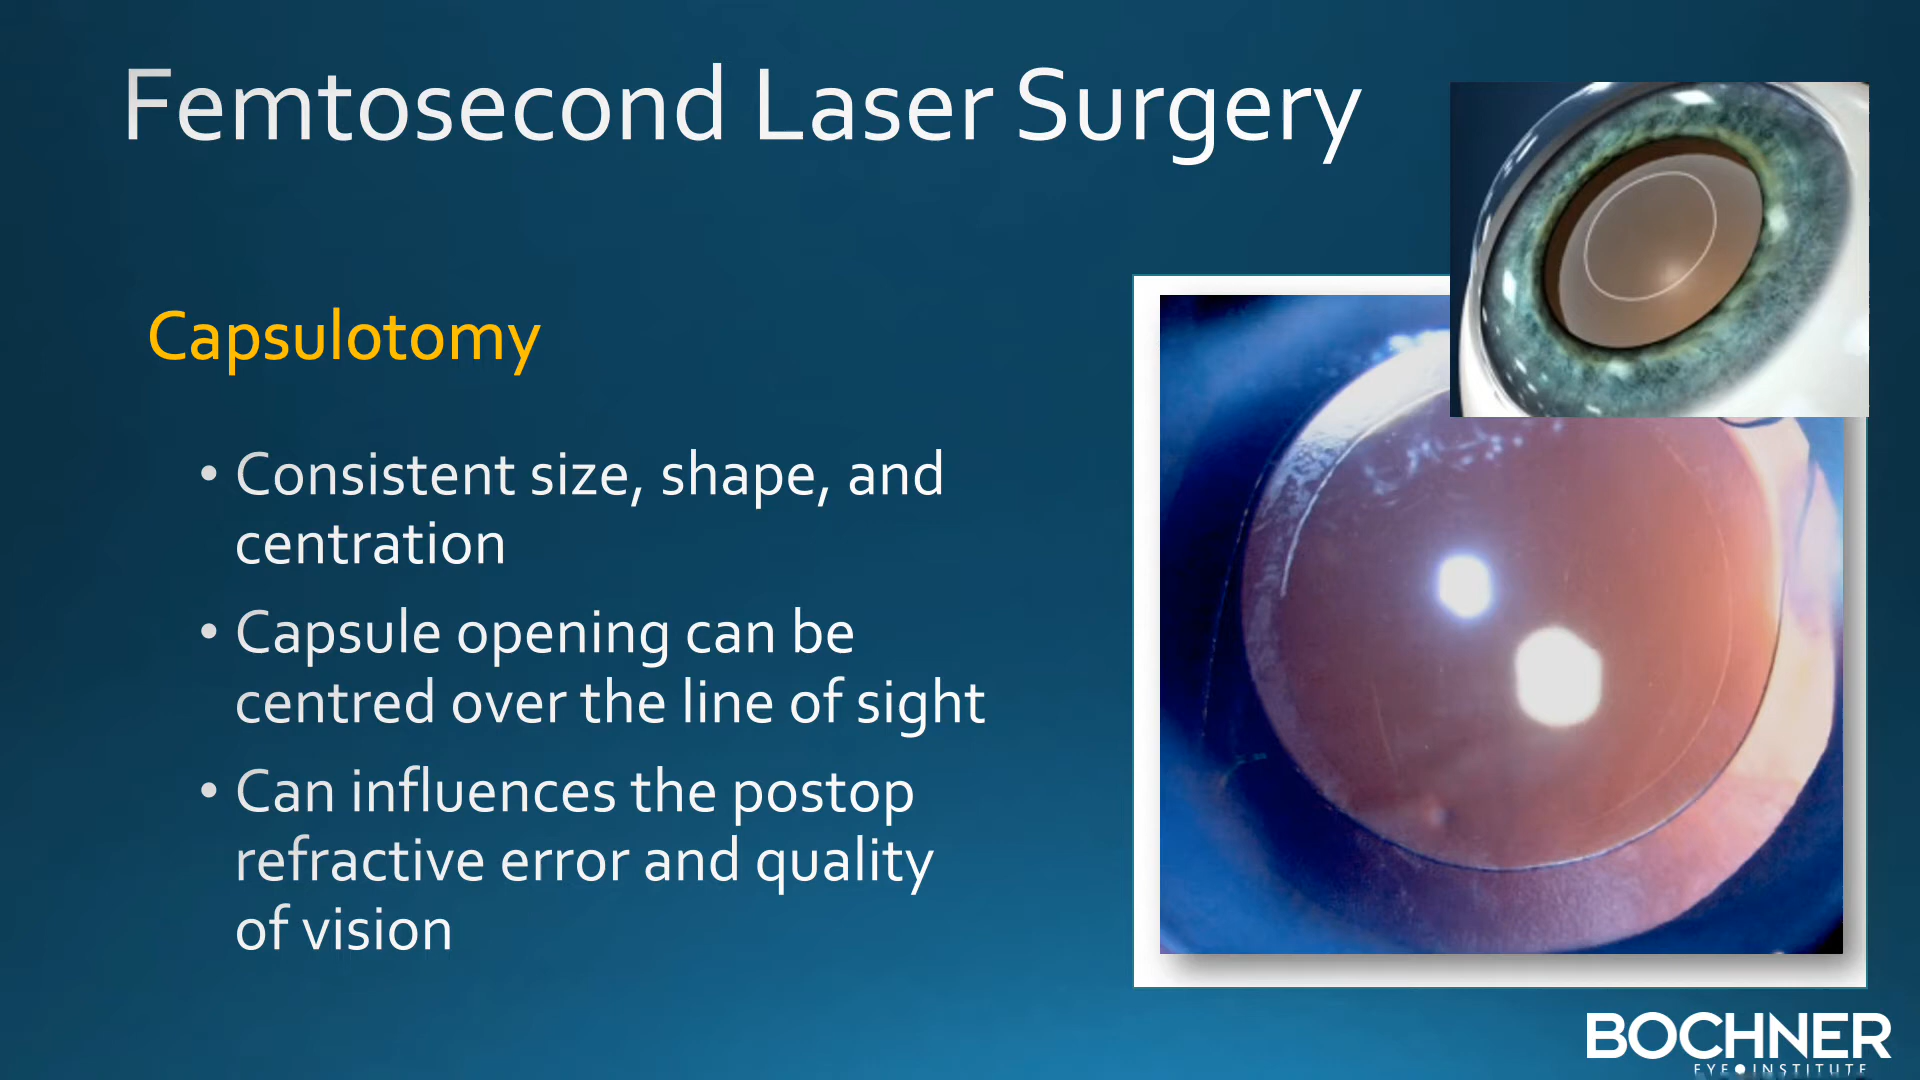 Femtosecond Laser Surgery
Capsulotomy
• Consistent size, shape, and
centration
• Capsule opening can be
centred over the line of sight
• Can influences the postop
refractive error and quality
of vision
BOCHNER
EYE INSTITUTE